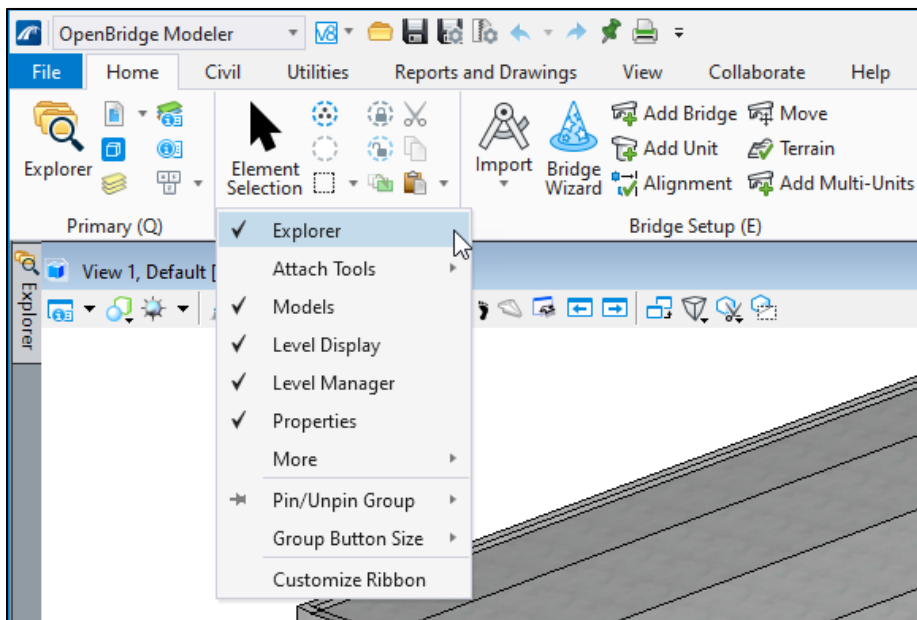 OpenBridge Modeler
V8
File Home Civil Utilities Reports and Drawings View Collaborate Help
Explorer
Element
Selection
Import
Bridge
Wizard
Add Bridge Move
Add Unit Terrain
Alignment Add Multi-Units
Primary (Q)
Bridge Setup (E)
Explorer
View 1, Default [
Explorer
Attach Tools
Models
Level Display
Level Manager
Properties
More
Pin/Unpin Group
Group Button Size
Customize Ribbon